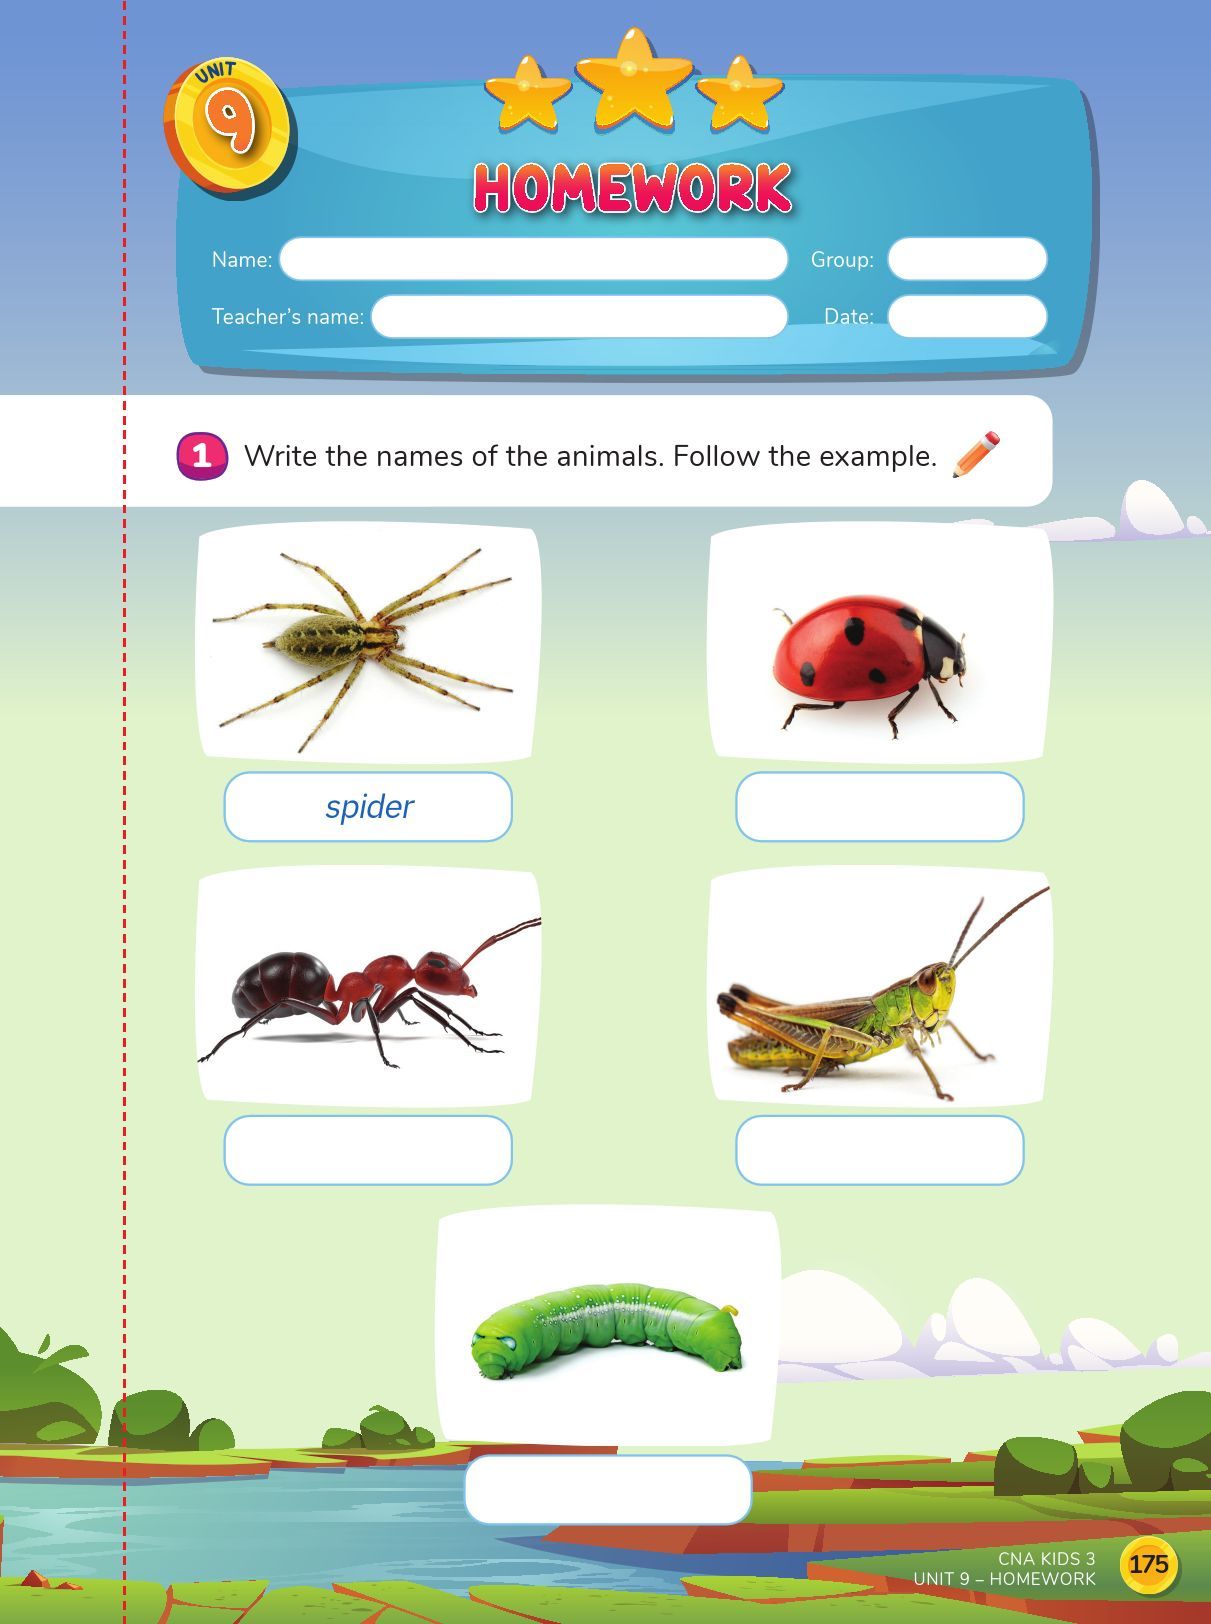 UNIT
9
HOMEWORK
Name:
Group:
Teacher's name:
Date:
1 Write the names of the animals. Follow the example.
spider
CNA KIDS 3
UNIT 9 – HOMEWORK
175